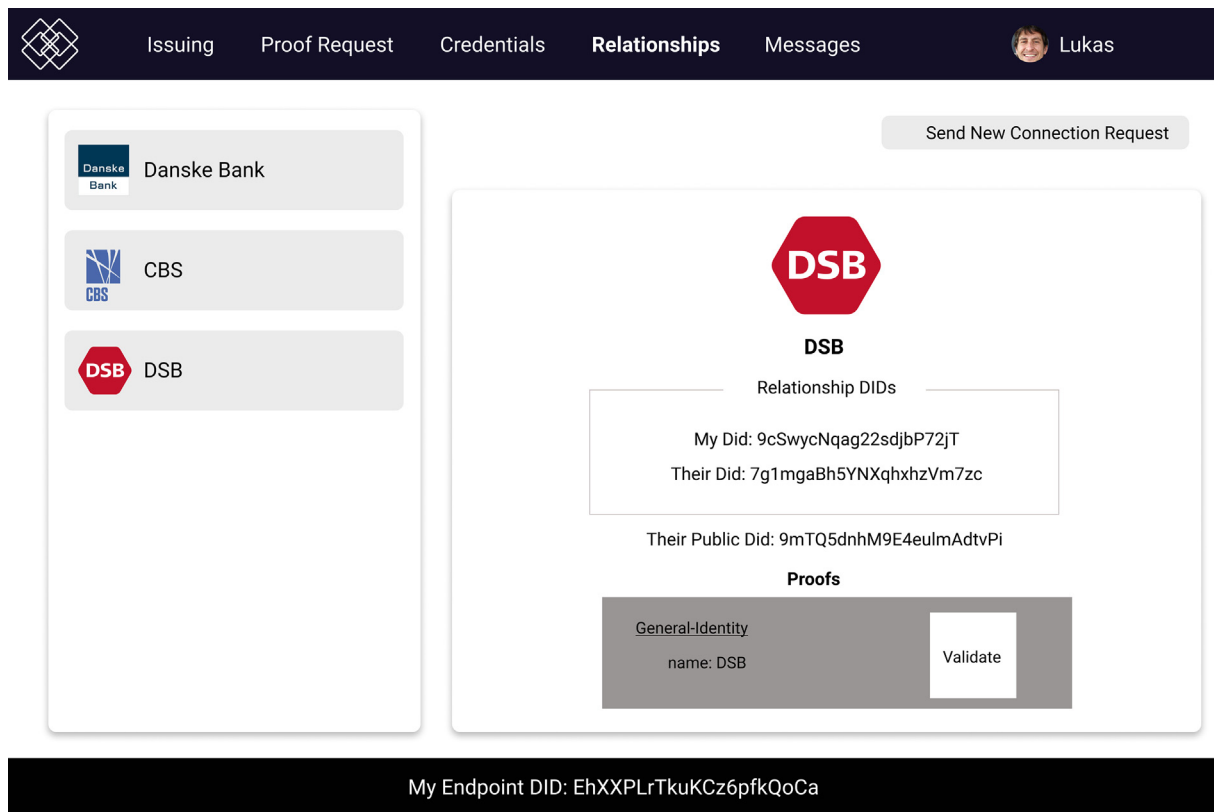 Issuing Proof Request Credentials Relationships Messages Lukas
Send New Connection Request
Danske Bank
Danske Bank
CBS
CBS
DSB
DSB
DSB
DSB
Relationship DIDs
My Did: 9cSwycNqag22sdjbP72jT
Their Did: 7g1mgaBh5YNXqhxhzVm7zc
Their Public Did: 9mTQ5dnhM9E4eulmAdtvPi
Proofs
General-Identity
name: DSB
Validate
My Endpoint DID: EhXXPLrTkuKCz6pfkQoCa